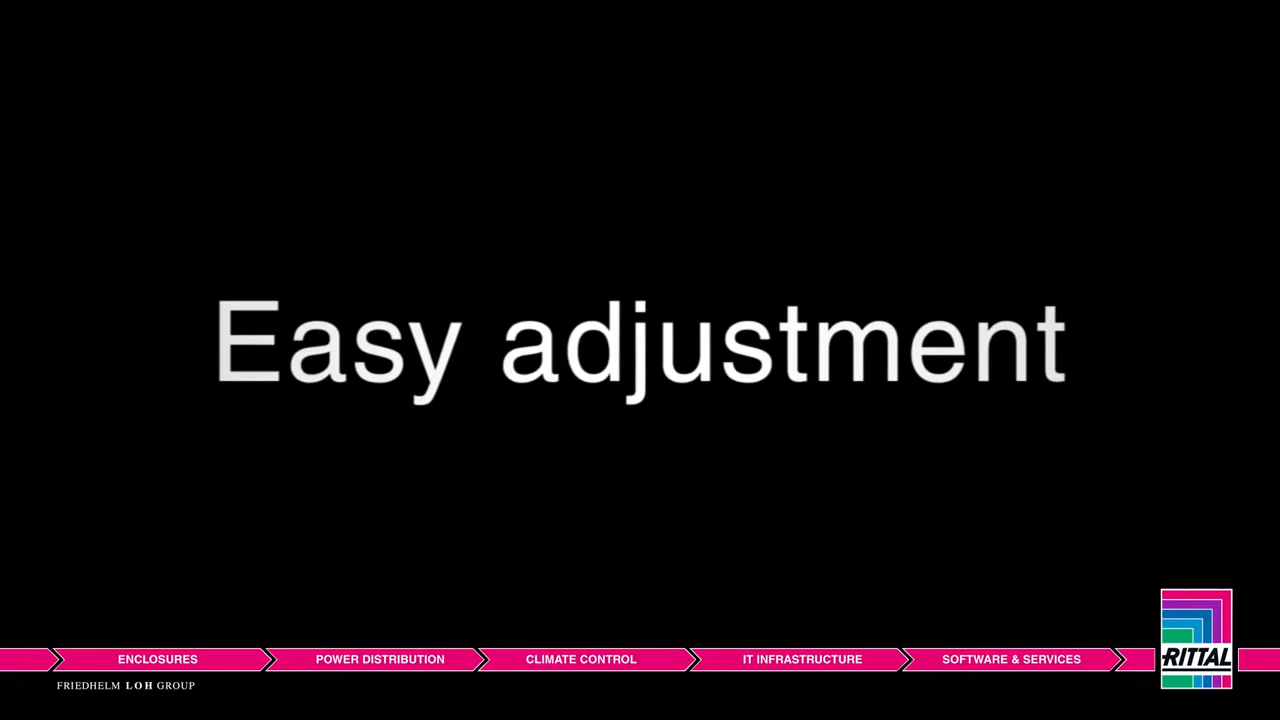 Easy adjustment
ENCLOSURES POWER DISTRIBUTION CLIMATE CONTROL IT INFRASTRUCTURE SOFTWARE & SERVICES
RITTAL
FRIEDHELM LOH GROUP